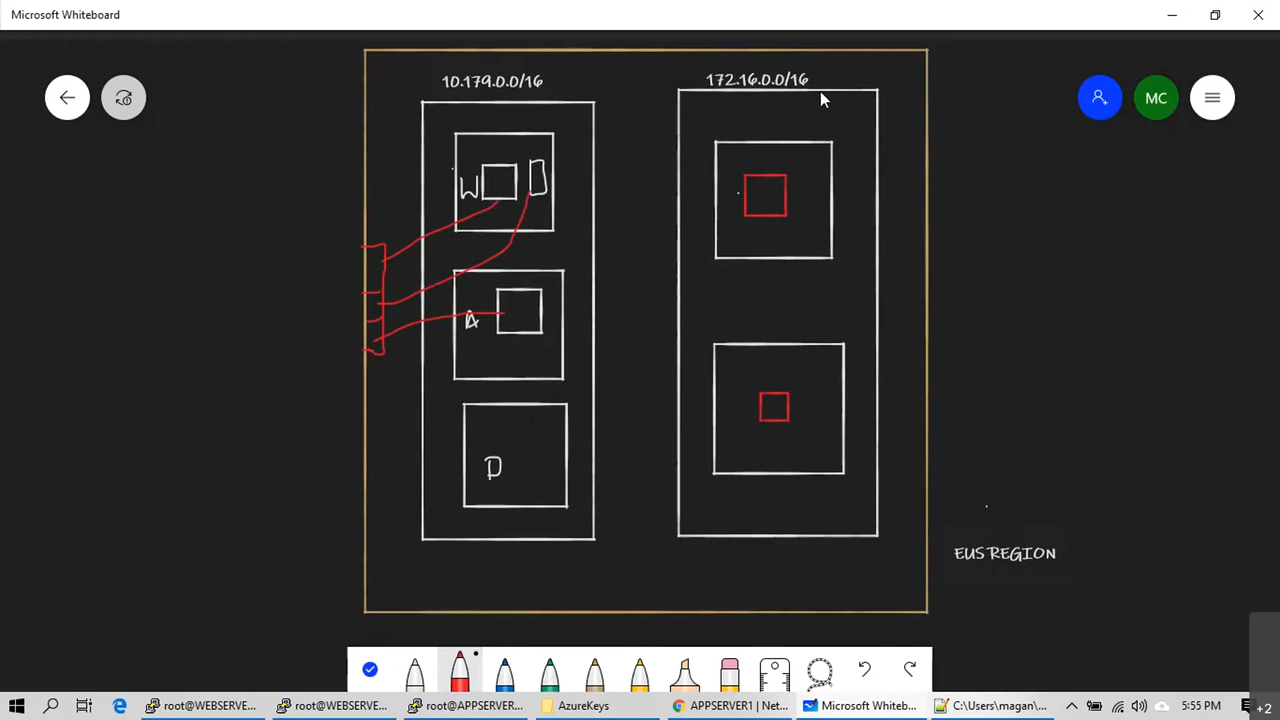 Microsoft Whiteboard
10.179.0.0/16
172.16.0.0/16
MC
W
A
D
EUS REGION
root@WEBSERVE...
root@WEBSERVE...
root@APPSERVER...
AzureKeys
APPSERVER1 | Net...
Microsoft Whiteb...
C:\Users\magan\...
5:55 PM
+2